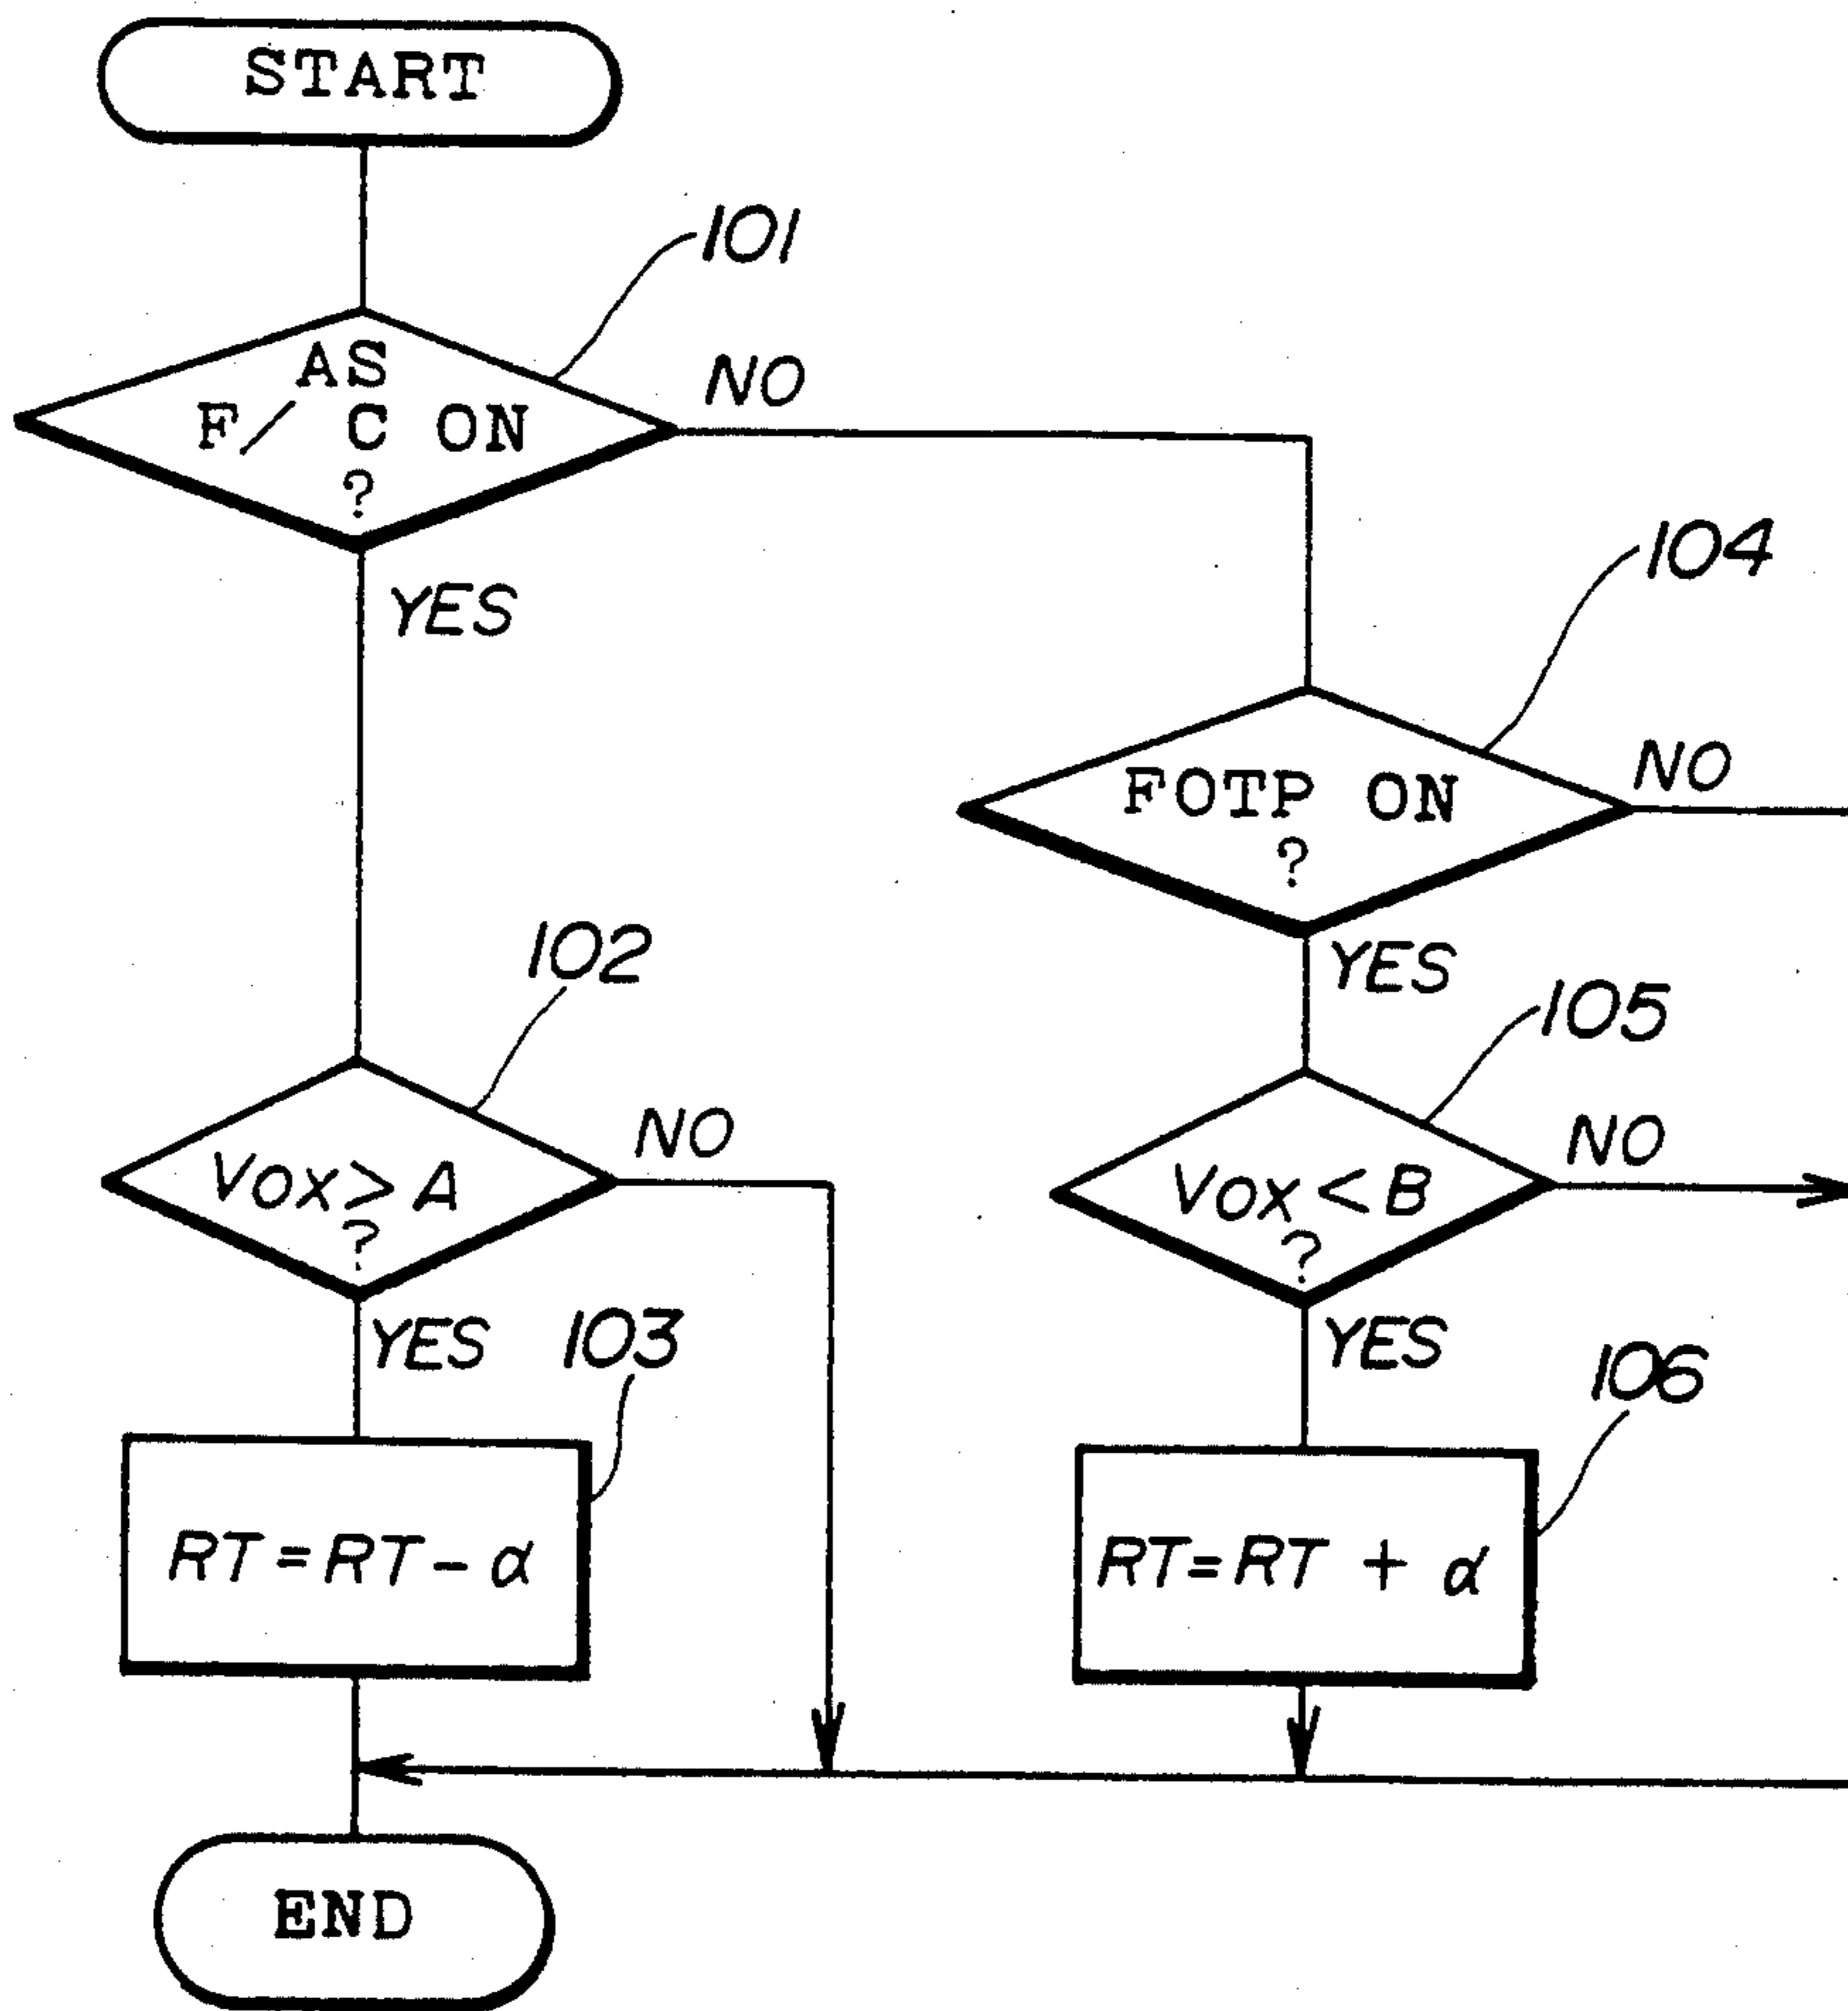 START
101
AS
F/ C ON
?
NO
YES
104
FOTP ON
?
NO
YES
102
VOX > A
?
NO
YES
105
VOX < B
?
NO
YES
103
RT = RT - α
106
RT = RT + α
END